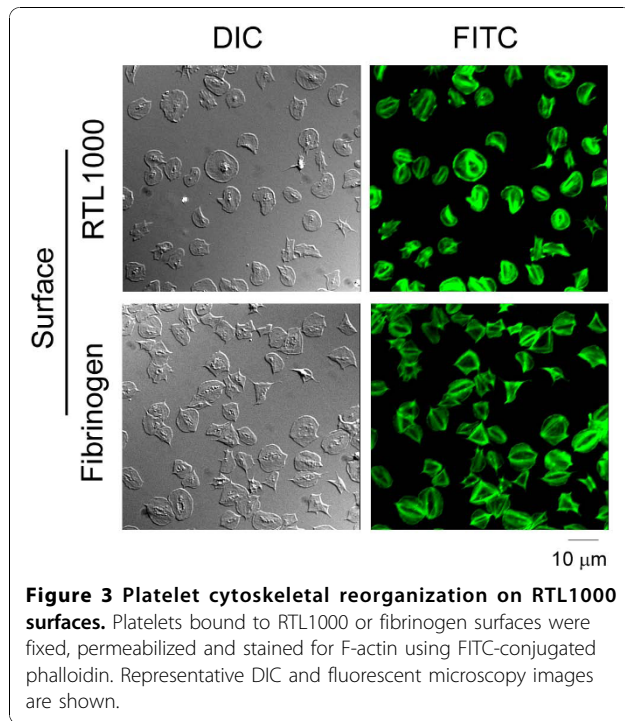 DIC FITC
Surface
RTL1000
Fibrinogen
10 μm
Figure 3 Platelet cytoskeletal reorganization on RTL1000
surfaces. Platelets bound to RTL1000 or fibrinogen surfaces were
fixed, permeabilized and stained for F-actin using FITC-conjugated
phalloidin. Representative DIC and fluorescent microscopy images
are shown.